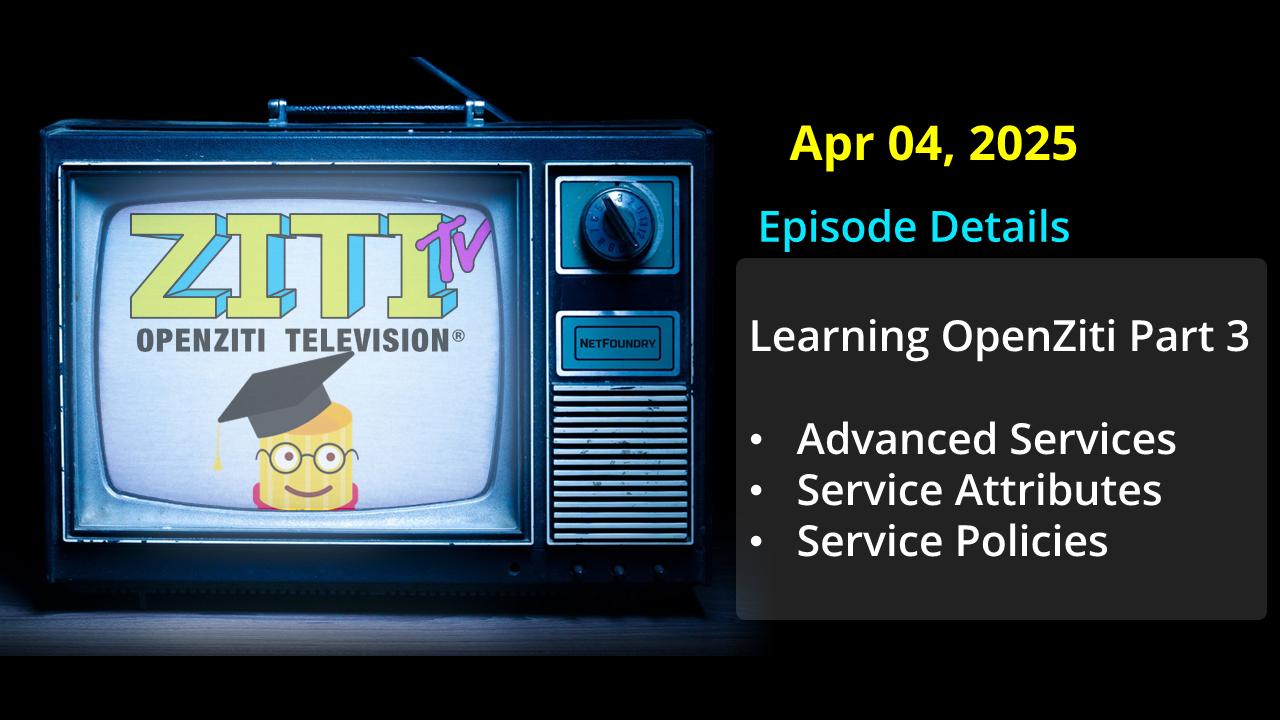 ZITI TV
OPENZITI TELEVISION®
NETFOUNDRY
Apr 04, 2025
Episode Details
Learning OpenZiti Part 3
• Advanced Services
• Service Attributes
• Service Policies